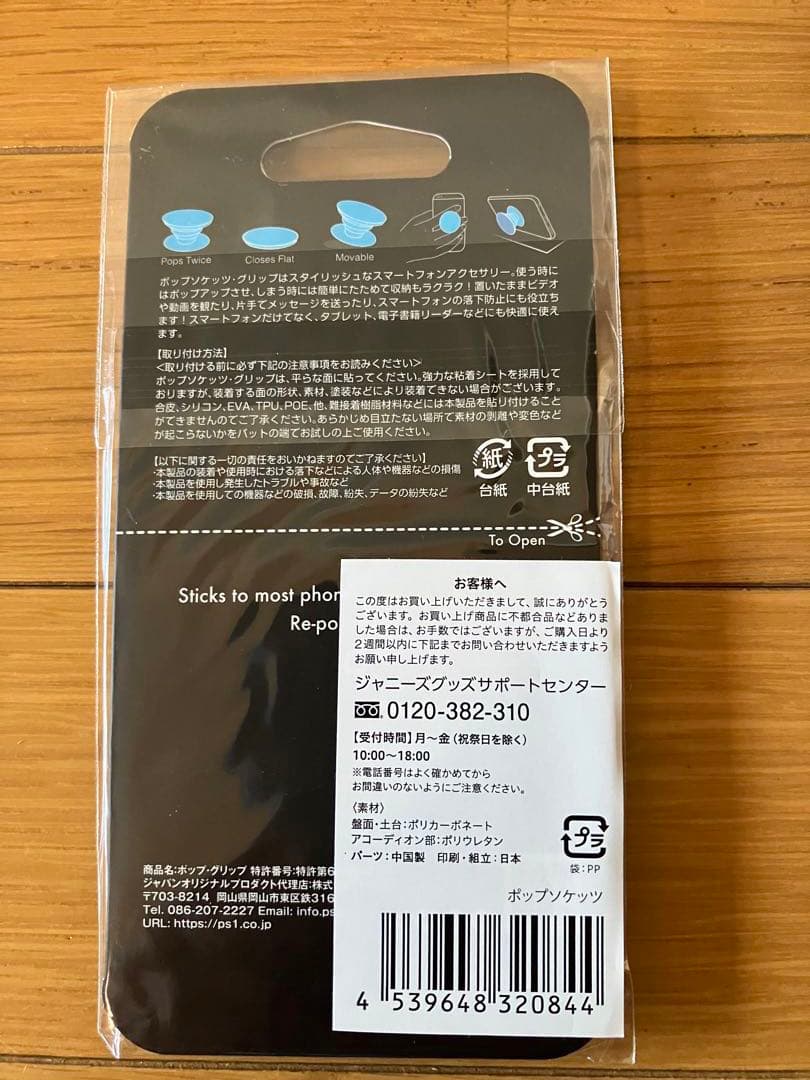 Pops Twice
Closes Flat
Movable
ポップソケッツ・グリップはスタイリッシュなスマートフォンアクセサリー。使う時に
はポップアップさせ、しまう時には簡単にたためて収納もラクラク！置いたままビデオ
や動画を観たり、片手てメッセージを送ったり、スマートフォンの落下防止にも役立ち
ます！スマートフォンだけてなく、タブレット、電子書籍リーダーなどにも快適に使え
ます。
【取り付け方法】
<取り付ける前に必ず下記の注意事項をお読みください>
ポップソケッツ・グリップは、平らな面に貼ってください。強力な粘着シートを採用して
おりますが、装着する面の形状、素材、塗装などにより装着てきない場合がございます。
合皮、シリコン、EVA、TPU、POE、他、難接着樹脂材料などには本製品を貼り付けること
ができませんのてご了承ください。あらかじめ目立たない場所て素材の剥離や変色など
が起こらないかをパットの端でお試しの上ご使用ください。
【以下に関する一切の責任をおいかねますのてご了承ください】
・本製品の装着や使用時における落下などによる人体や機器などの損傷
・本製品を使用し発生したトラブルや事故など
・本製品を使用しての機器などの破損、故障、紛失、データの紛失など
紙
台紙
プラ
中台紙
To Open
Sticks to most phon
Re-po
お客様へ
この度はお買い上げいただきまして、誠にありがとう
ございます。お買い上げ商品に不都合品などありま
した場合は、お手数ではございますが、ご購入日より
2週間以内に下記までお問い合わせいただきますよう
お願い申し上げます。
ジャニーズグッズサポートセンター
0120-382-310
【受付時間】月～金（祝祭日を除く）
10:00～18:00
※電話番号はよく確かめてから
お間違いのないようにご注意ください。
〈素材〉
盤面・土台：ポリカーボネート
アコーディオン部：ポリウレタン
パーツ：中国製 印刷・組立：日本
プラ
袋：PP
ポップソケッツ
4 539648 320844
商品名：ポップ・グリップ 特許番号：特許第6
ジャパンオリジナルプロダクト代理店：株式
〒703-8214 岡山県岡山市東区鉄316
Tel. 086-207-2227 Email: info.ps
URL: https://ps1.co.jp